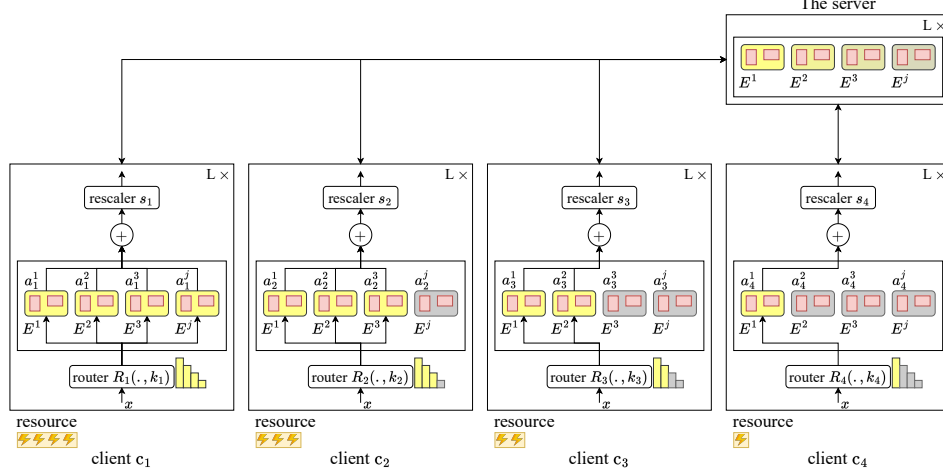 The server
L ×
E^1 E^2 E^3 E^j
L ×
rescaler s_1
+
a_1^1 a_1^2 a_1^3 a_1^j
E^1 E^2 E^3 E^j
router R_1(. , k_1)
x
resource
client c_1
L ×
rescaler s_2
+
a_2^1 a_2^2 a_2^3 a_2^j
E^1 E^2 E^3 E^j
router R_2(. , k_2)
x
resource
client c_2
L ×
rescaler s_3
+
a_3^1 a_3^2 a_3^3 a_3^j
E^1 E^2 E^3 E^j
router R_3(. , k_3)
x
resource
client c_3
L ×
rescaler s_4
+
a_4^1 a_4^2 a_4^3 a_4^j
E^1 E^2 E^3 E^j
router R_4(. , k_4)
x
resource
client c_4